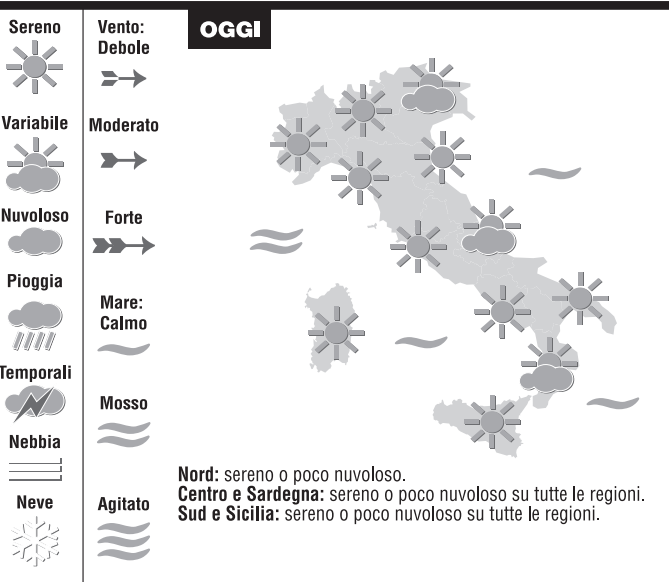 Sereno
Variabile
Nuvoloso
Pioggia
Temporali
Nebbia
Neve
Vento:
Debole
Moderato
Forte
Mare:
Calmo
Mosso
Agitato
OGGI
Nord: sereno o poco nuvoloso.
Centro e Sardegna: sereno o poco nuvoloso su tutte le regioni.
Sud e Sicilia: sereno o poco nuvoloso su tutte le regioni.